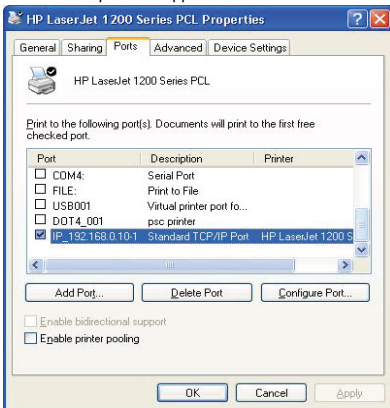 HP LaserJet 1200 Series PCL Properties
General Sharing Ports Advanced Device Settings
HP LaserJet 1200 Series PCL
Print to the following port(s). Documents will print to the first free
checked port.
Port Description Printer
COM4: Serial Port
FILE: Print to File
USB001 Virtual printer port fo...
DOT4_001 psc printer
IP_192.168.0.10-1 Standard TCP/IP Port HP LaserJet 1200 S
Add Port... Delete Port Configure Port...
Enable bidirectional support
Enable printer pooling
OK Cancel Apply